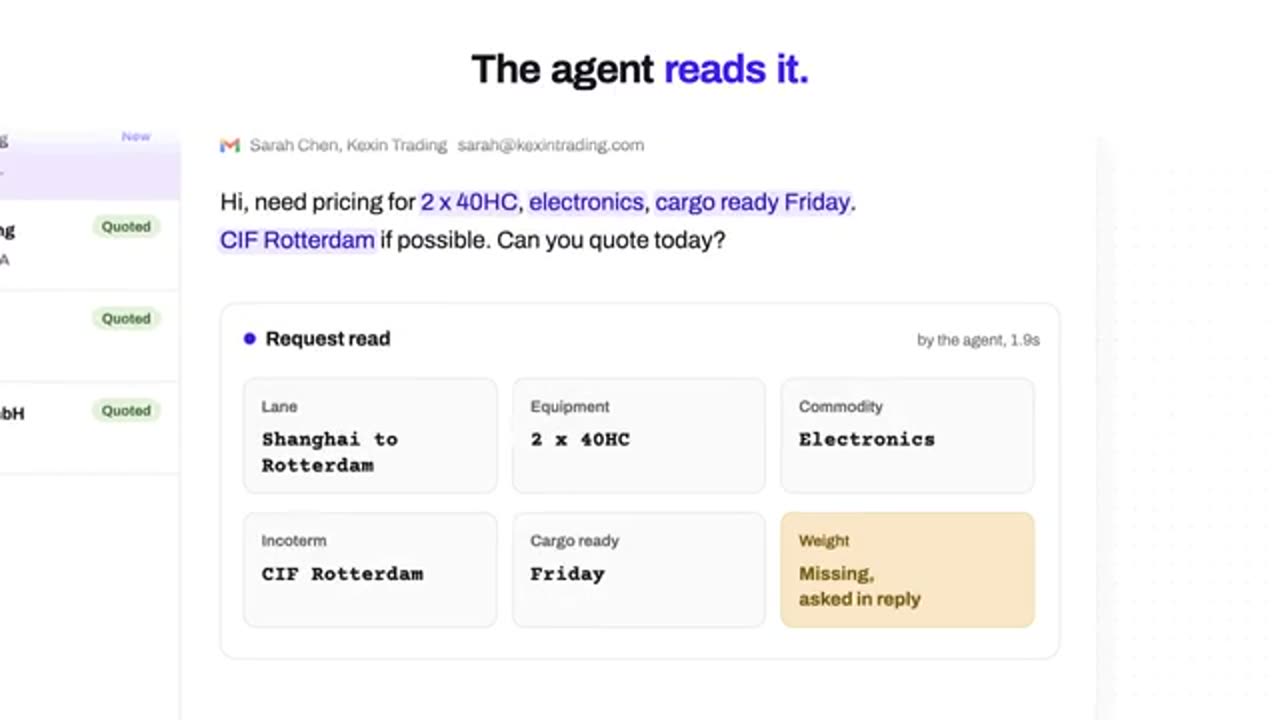 The agent reads it.
g
New
Sarah Chen, Kexin Trading sarah@kexintrading.com
Hi, need pricing for 2 x 40HC, electronics, cargo ready Friday.
CIF Rotterdam if possible. Can you quote today?
ng
Quoted
A
Quoted
bH
Quoted
Request read
by the agent, 1.9s
Lane
Shanghai to
Rotterdam
Equipment
2 x 40HC
Commodity
Electronics
Incoterm
CIF Rotterdam
Cargo ready
Friday
Weight
Missing,
asked in reply